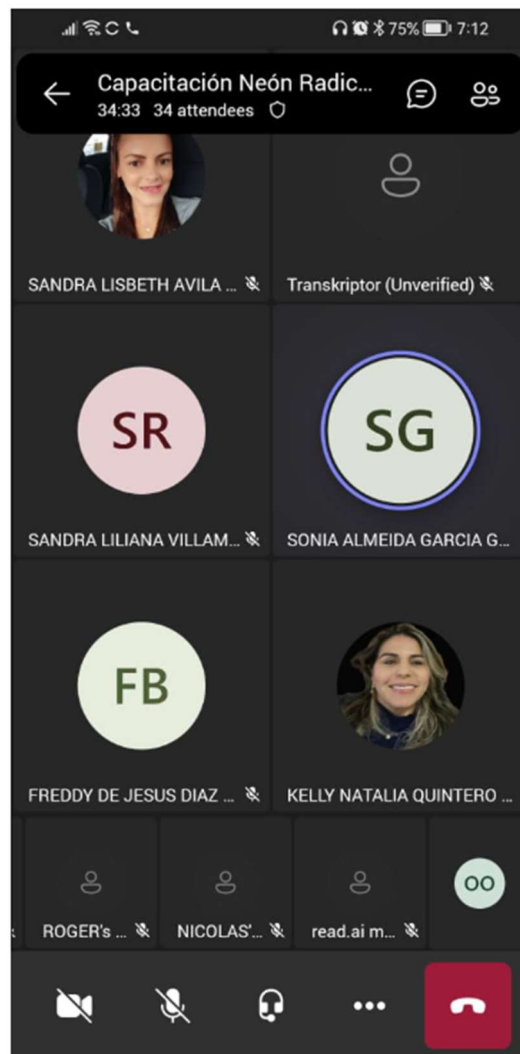 75% 7:12
Capacitación Neón Radic...
34:33 34 attendees
SANDRA LISBETH AVILA ...
Transkriptor (Unverified)
SR
SG
SANDRA LILIANA VILLAM...
SONIA ALMEIDA GARCIA G...
FB
FREDDY DE JESUS DIAZ ...
KELLY NATALIA QUINTERO ...
OO
ROGER's ...
NICOLAS'...
read.ai m...